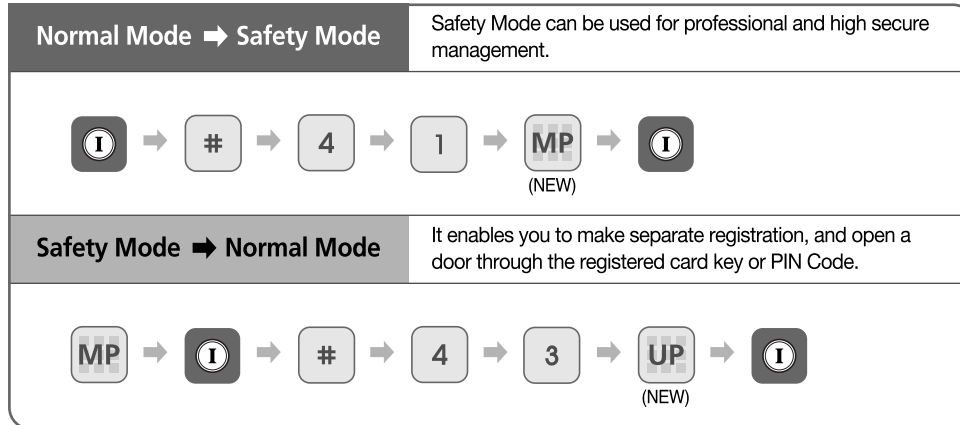 Normal Mode ➡ Safety Mode
Safety Mode can be used for professional and high secure
management.
I ➡ # ➡ 4 ➡ 1 ➡ MP ➡ I
(NEW)
Safety Mode ➡ Normal Mode
It enables you to make separate registration, and open a
door through the registered card key or PIN Code.
MP ➡ I ➡ # ➡ 4 ➡ 3 ➡ UP ➡ I
(NEW)